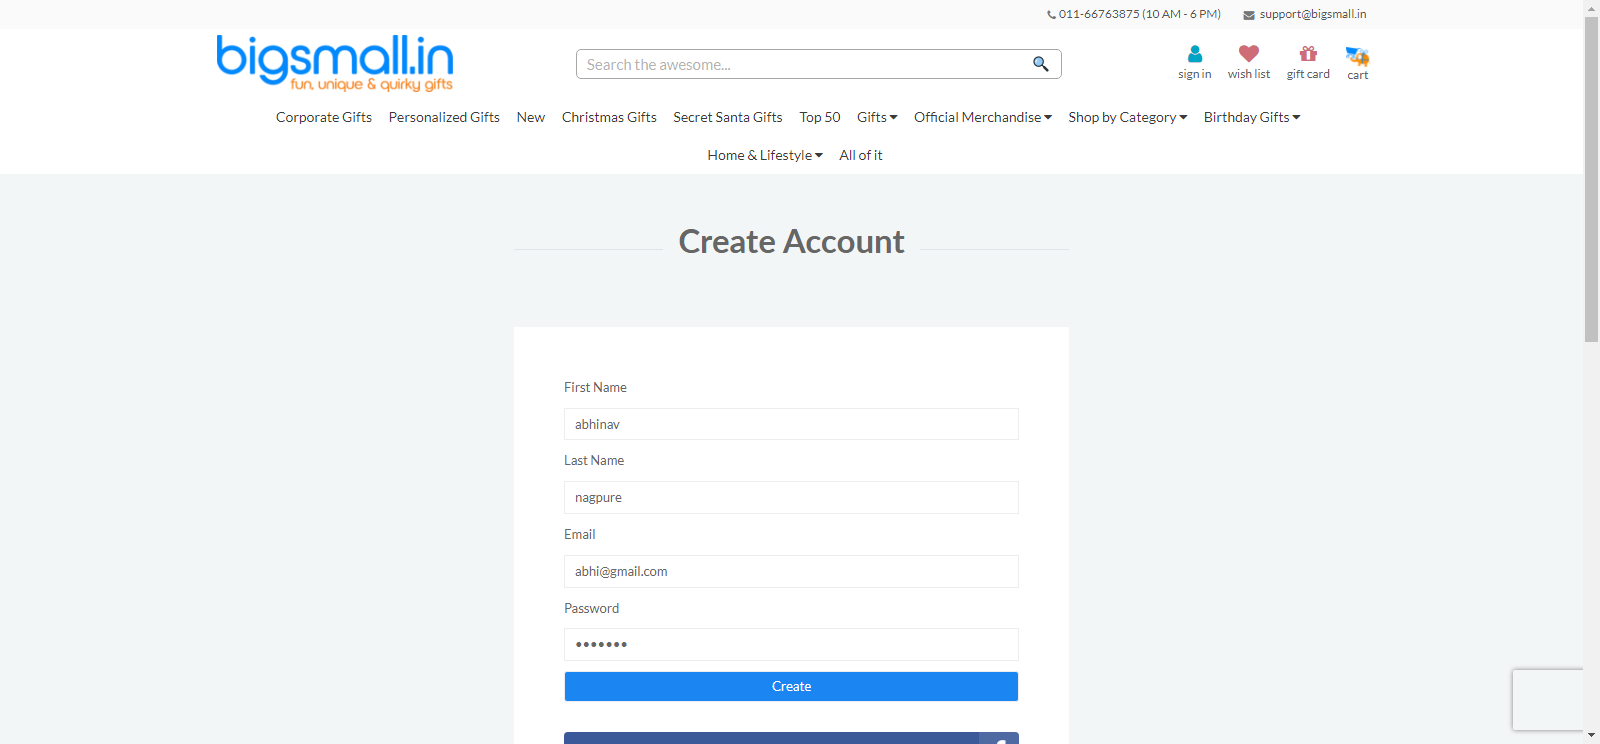 011-66763875 (10 AM - 6 PM) support@bigsmall.in
bigsmall.in
fun, unique & quirky gifts
Search the awesome...
sign in wish list gift card cart
Corporate Gifts Personalized Gifts New Christmas Gifts Secret Santa Gifts Top 50 Gifts Official Merchandise Shop by Category Birthday Gifts
Home & Lifestyle All of it
Create Account
First Name
abhinav
Last Name
nagpure
Email
abhi@gmail.com
Password
•••••••
Create